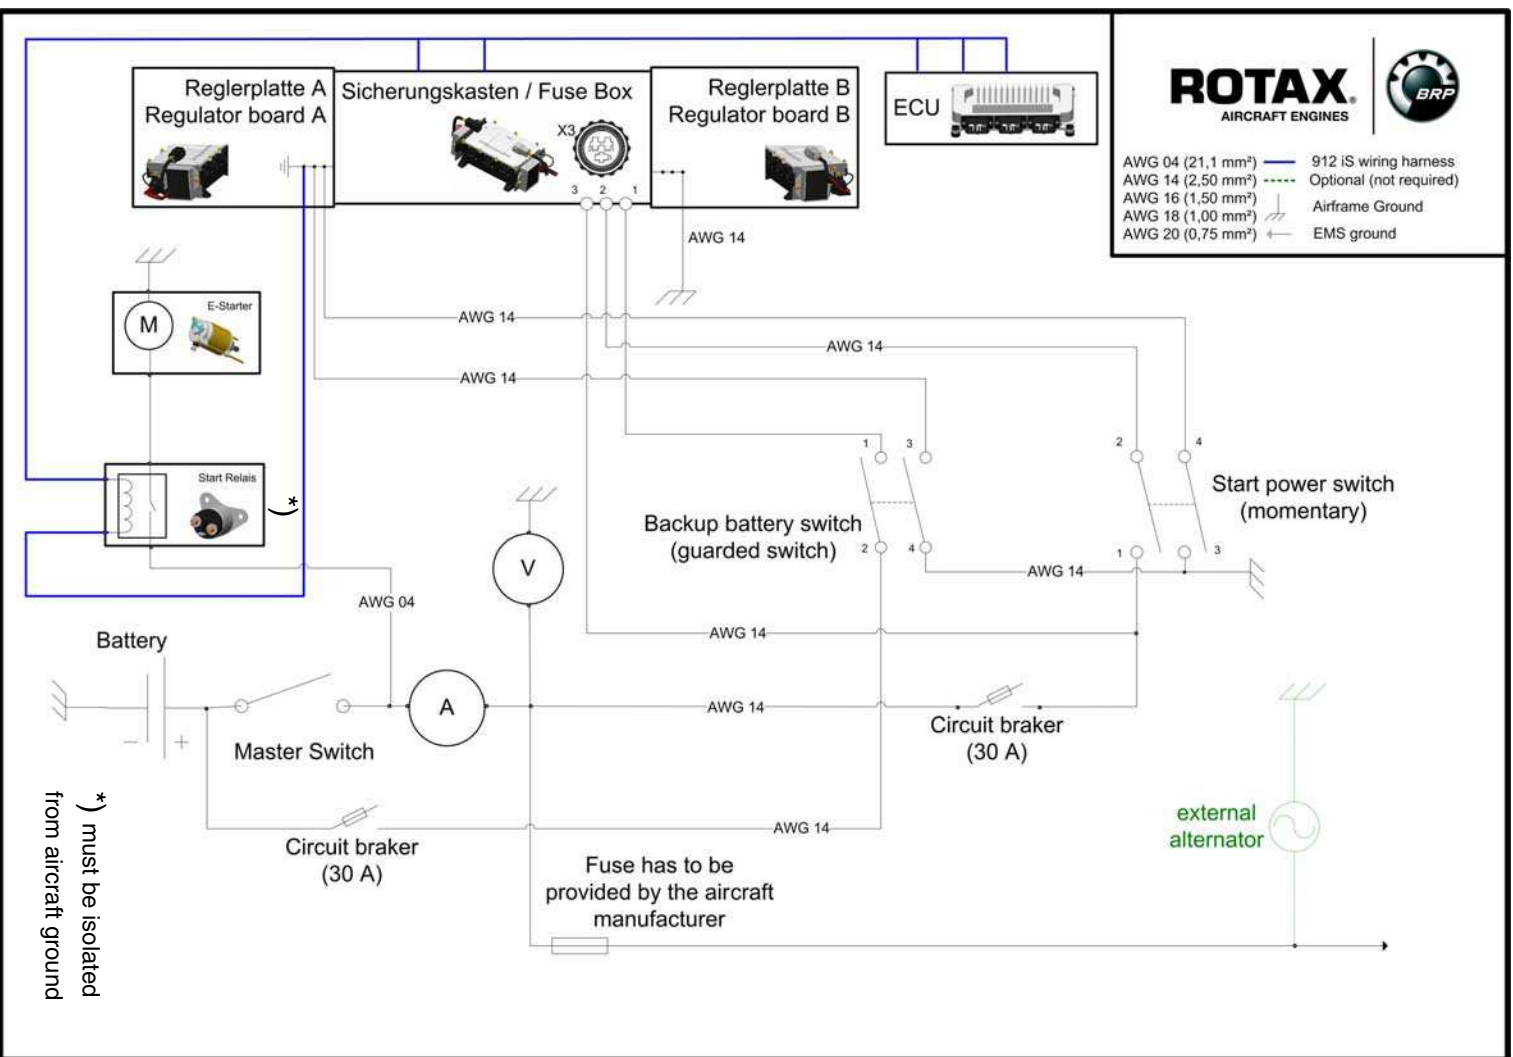 Reglerplatte A
Regulator board A
Sicherungskasten / Fuse Box
X3
3 2 1
Reglerplatte B
Regulator board B
ECU
ROTAX®
AIRCRAFT ENGINES
BRP
AWG 04 (21,1 mm²)
AWG 14 (2,50 mm²)
AWG 16 (1,50 mm²)
AWG 18 (1,00 mm²)
AWG 20 (0,75 mm²)
912 iS wiring harness
Optional (not required)
Airframe Ground
EMS ground
AWG 14
E-Starter
M
AWG 14
AWG 14
AWG 14
1 3
2 4
Start Relais
*)
Start power switch
(momentary)
Backup battery switch
(guarded switch)
2 4
1 3
V
AWG 14
AWG 04
AWG 14
Battery
A
AWG 14
− +
Master Switch
Circuit braker
(30 A)
external
alternator
AWG 14
Circuit braker
(30 A)
Fuse has to be
provided by the aircraft
manufacturer
*) must be isolated
from aircraft ground